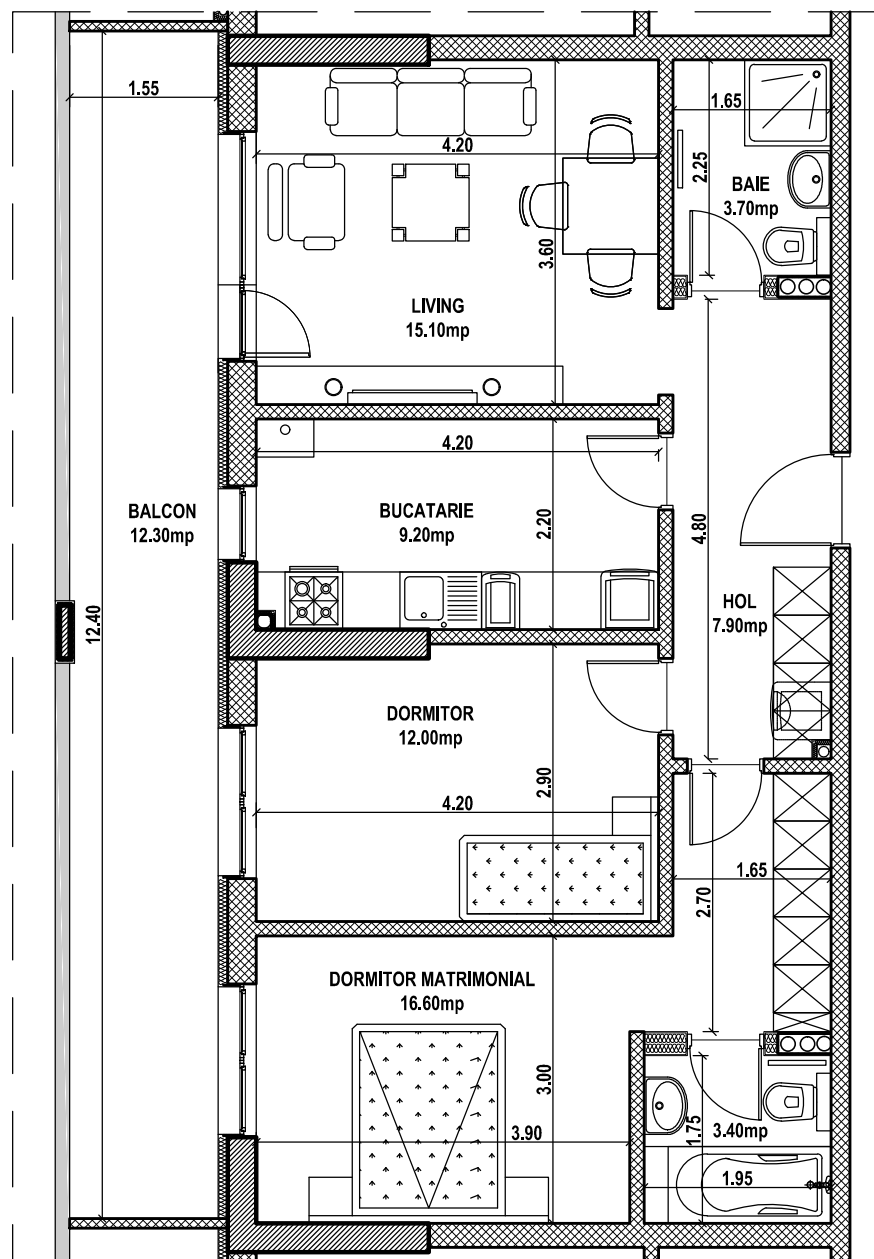 1.55
4.20
1.65
2.25
BAIE
3.70mp
3.60
LIVING
15.10mp
4.20
BALCON
12.30mp
BUCATARIE
9.20mp
2.20
4.80
12.40
HOL
7.90mp
DORMITOR
12.00mp
2.90
4.20
1.65
2.70
DORMITOR MATRIMONIAL
16.60mp
3.00
3.90
1.75
3.40mp
1.95